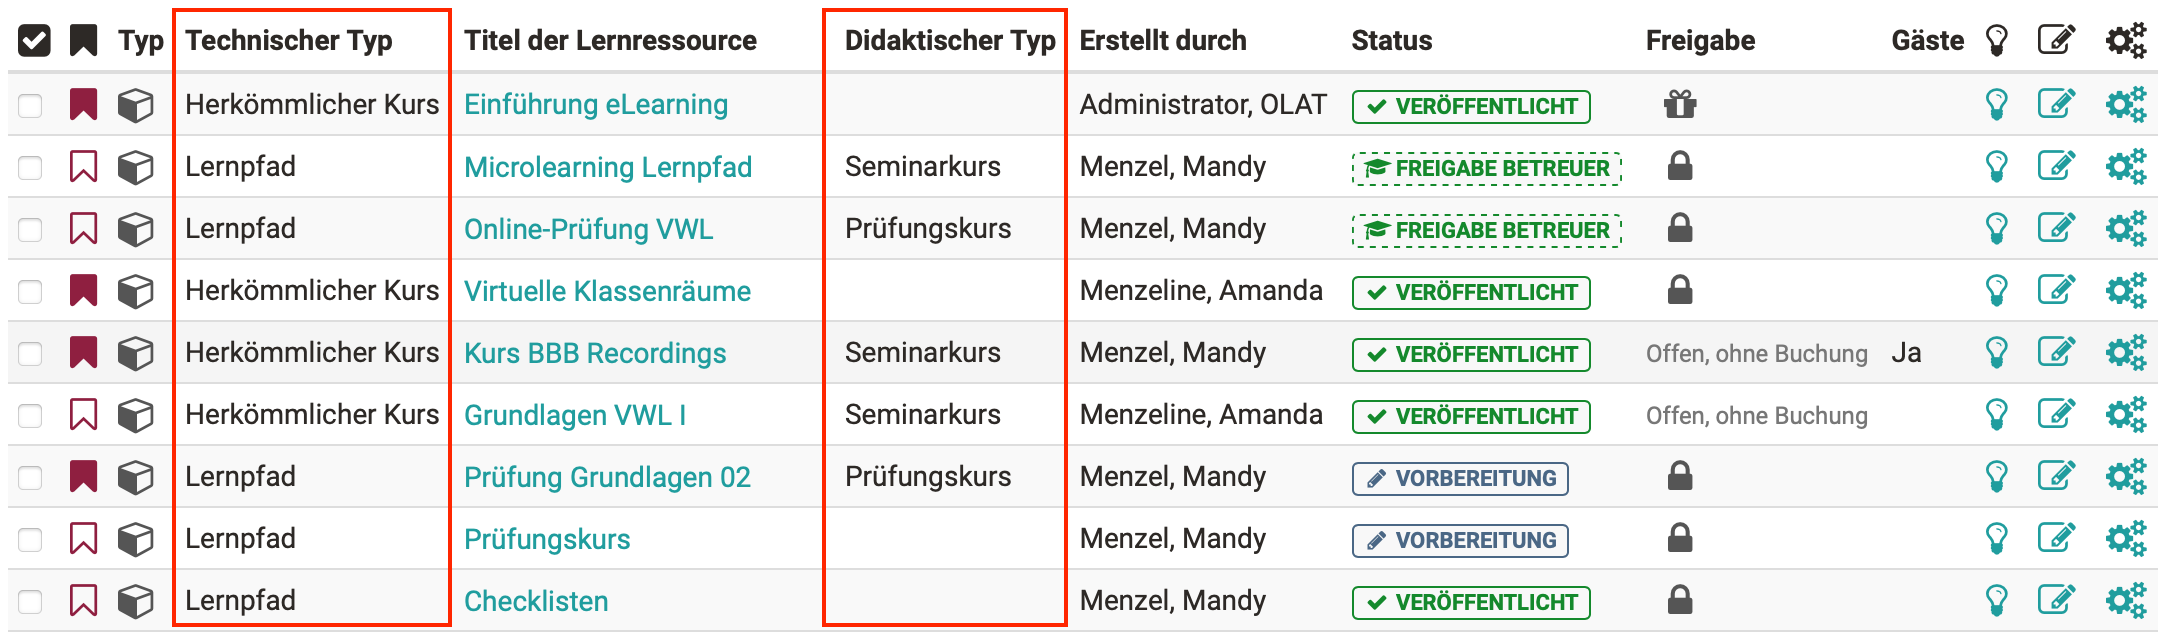 Typ Technischer Typ Titel der Lernressource Didaktischer Typ Erstellt durch Status Freigabe Gäste
Herkömmlicher Kurs Einführung eLearning Administrator, OLAT VERÖFFENTLICHT
Lernpfad Microlearning Lernpfad Seminarkurs Menzel, Mandy FREIGABE BETREUER
Lernpfad Online-Prüfung VWL Prüfungskurs Menzel, Mandy FREIGABE BETREUER
Herkömmlicher Kurs Virtuelle Klassenräume Menzeline, Amanda VERÖFFENTLICHT
Herkömmlicher Kurs Kurs BBB Recordings Seminarkurs Menzel, Mandy VERÖFFENTLICHT Offen, ohne Buchung Ja
Herkömmlicher Kurs Grundlagen VWL I Seminarkurs Menzeline, Amanda VERÖFFENTLICHT Offen, ohne Buchung
Lernpfad Prüfung Grundlagen 02 Prüfungskurs Menzel, Mandy VORBEREITUNG
Lernpfad Prüfungskurs Menzel, Mandy VORBEREITUNG
Lernpfad Checklisten Menzel, Mandy VERÖFFENTLICHT